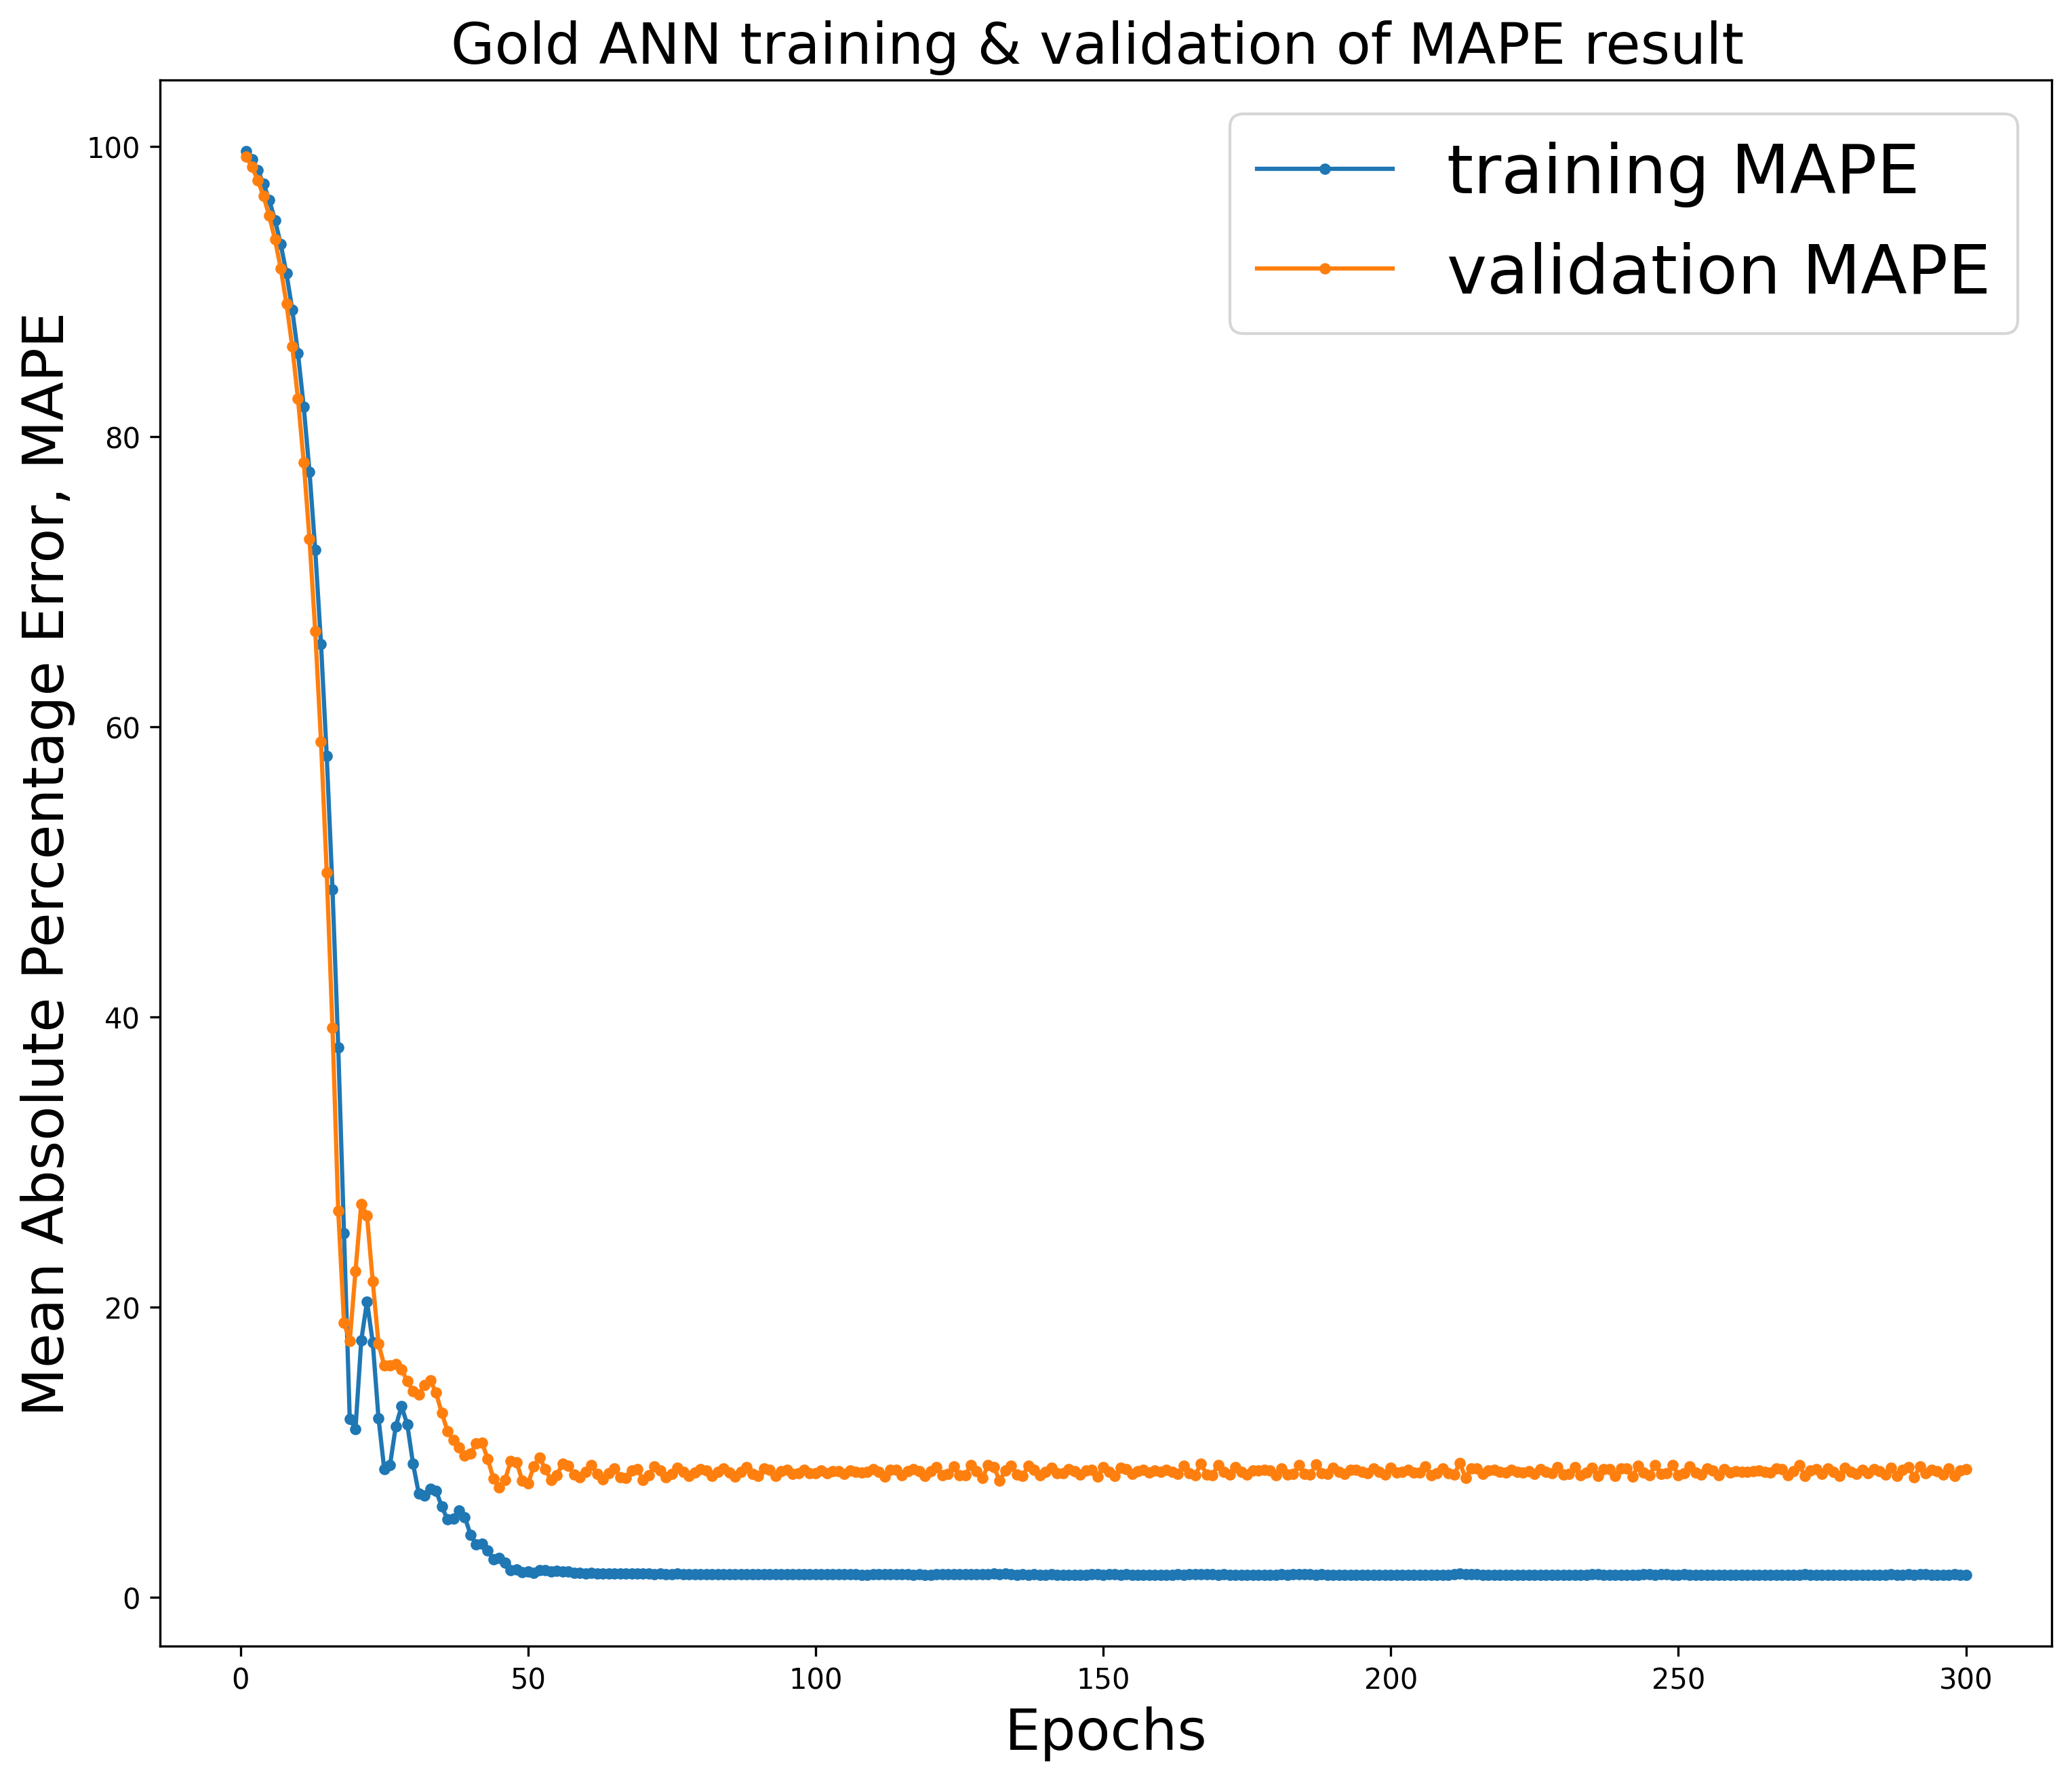 Gold ANN training & validation of MAPE result
training MAPE
validation MAPE
Mean Absolute Percentage Error, MAPE
100
80
60
40
20
0
0 50 100 150 200 250 300
Epochs